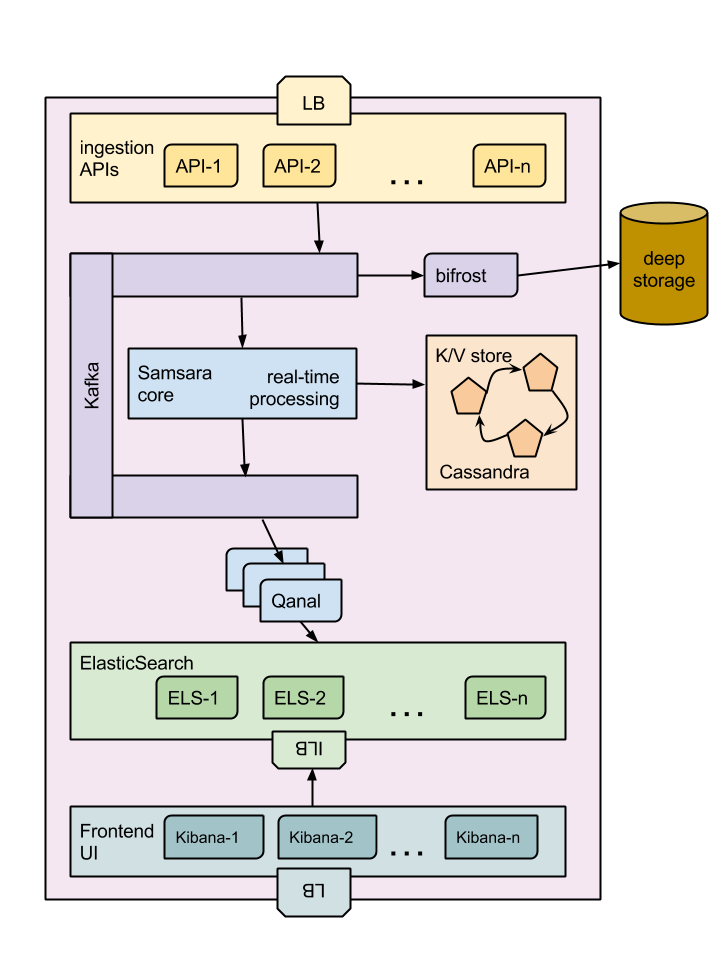 LB
ingestion
APIs
API-1
API-2
...
API-n
bifrost
deep
storage
Kafka
Samsara
core
real-time
processing
K/V store
Cassandra
Qanal
ElasticSearch
ELS-1
ELS-2
...
ELS-n
ILB
Frontend
UI
Kibana-1
Kibana-2
...
Kibana-n
LB